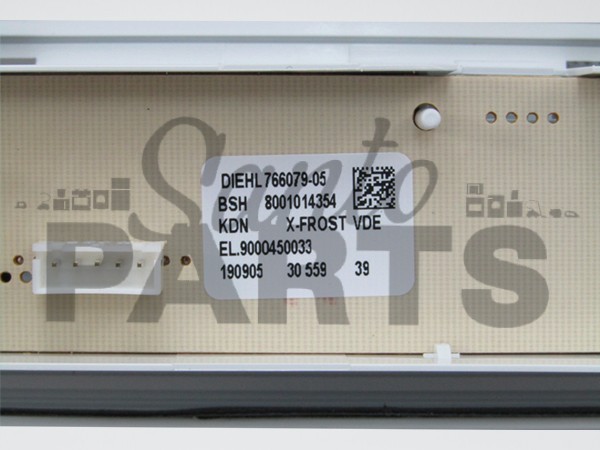 Santo
PARTS
DIEHL 766079-05
BSH 8001014354
KDN X-FROST VDE
EL.9000450033
190905 30 559 39